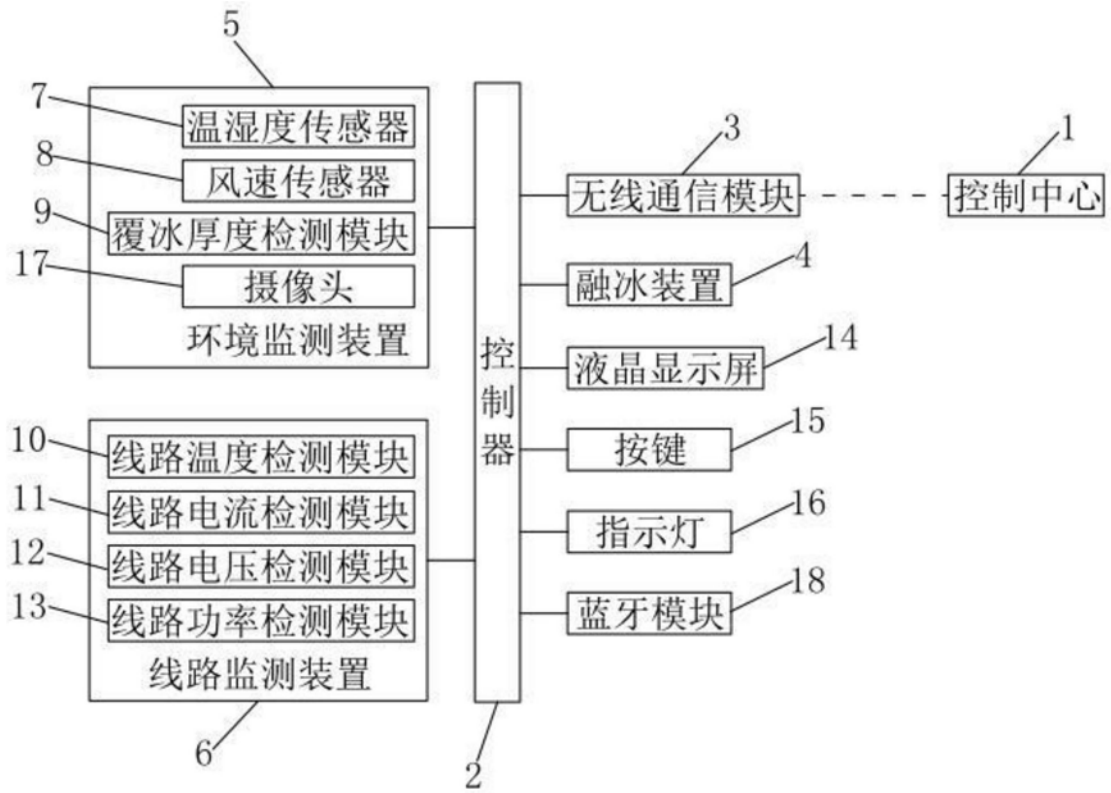 5
7
温湿度传感器
8
风速传感器
9
覆冰厚度检测模块
17
摄像头
环境监测装置
10
线路温度检测模块
11
线路电流检测模块
12
线路电压检测模块
13
线路功率检测模块
线路监测装置
6
控制器
2
3
无线通信模块
1
控制中心
4
融冰装置
14
液晶显示屏
15
按键
16
指示灯
18
蓝牙模块